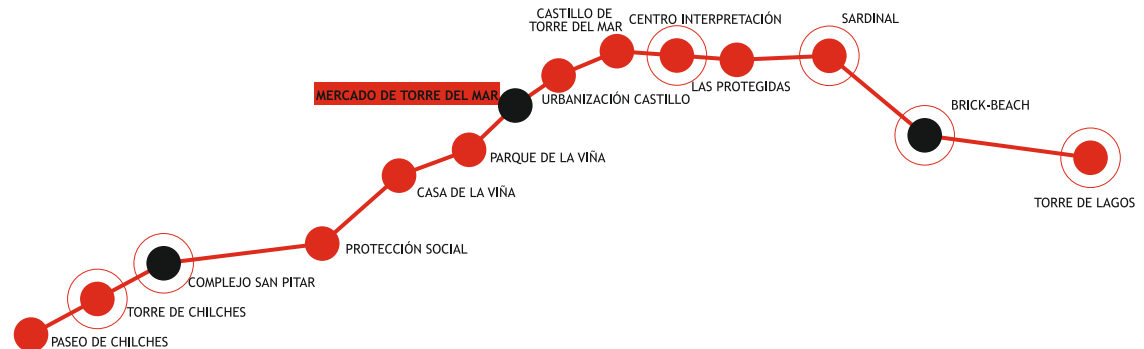 CASTILLO DE
TORRE DEL MAR
CENTRO INTERPRETACIÓN
SARDINAL
MERCADO DE TORRE DEL MAR
URBANIZACIÓN CASTILLO
LAS PROTEGIDAS
BRICK-BEACH
PARQUE DE LA VIÑA
CASA DE LA VIÑA
TORRE DE LAGOS
PROTECCIÓN SOCIAL
COMPLEJO SAN PITAR
TORRE DE CHILCHES
PASEO DE CHILCHES